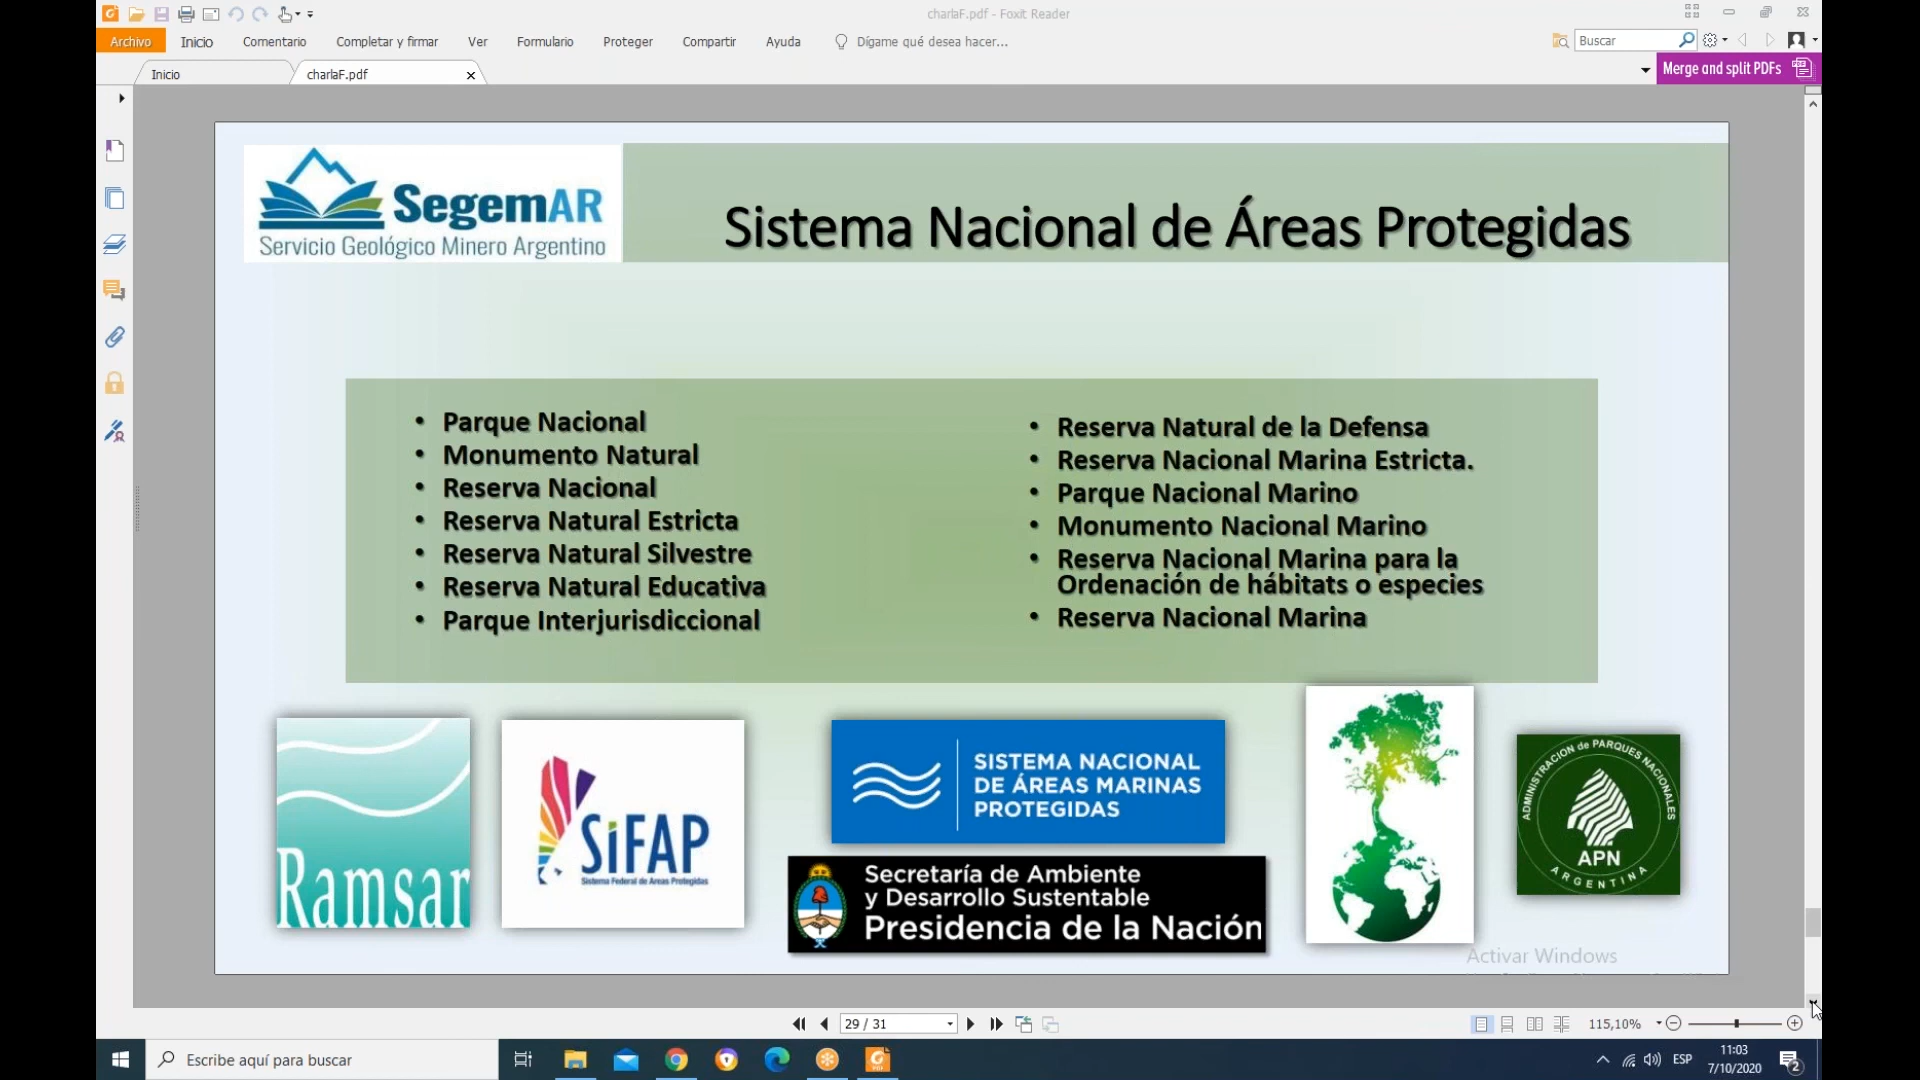 charlaF.pdf - Foxit Reader
Archivo Inicio Comentario Completar y firmar Ver Formulario Proteger Compartir Ayuda Dígame qué desea hacer... Buscar
Inicio charlaF.pdf Merge and split PDFs
SegemAR
Servicio Geológico Minero Argentino
Sistema Nacional de Áreas Protegidas
• Parque Nacional
• Monumento Natural
• Reserva Nacional
• Reserva Natural Estricta
• Reserva Natural Silvestre
• Reserva Natural Educativa
• Parque Interjurisdiccional
• Reserva Natural de la Defensa
• Reserva Nacional Marina Estricta.
• Parque Nacional Marino
• Monumento Nacional Marino
• Reserva Nacional Marina para la
Ordenación de hábitats o especies
• Reserva Nacional Marina
Ramsar
SiFAP
Sistema Federal de Areas Protegidas
SISTEMA NACIONAL
DE ÁREAS MARINAS
PROTEGIDAS
Secretaría de Ambiente
y Desarrollo Sustentable
Presidencia de la Nación
ADMINISTRACION de PARQUES NACIONALES
APN
ARGENTINA
Activar Windows
29 / 31
115,10%
Escribe aquí para buscar
ESP
11:03
7/10/2020
2